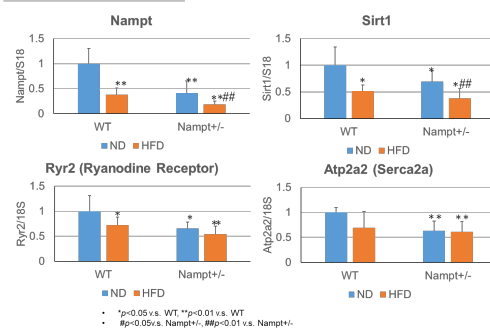 Nampt
Sirt1
1.5
1
0.5
0
Nampt/S18
**
**
**##
WT
Nampt+/-
ND HFD
1.5
1
0.5
0
Sirt1/S18
*
*
*##
WT
Nampt+/-
ND HFD
Ryr2 (Ryanodine Receptor)
Atp2a2 (Serca2a)
1.5
1
0.5
0
Ryr2/18S
*
*
**
WT
Nampt+/-
ND HFD
1.5
1
0.5
0
Atp2a2/18S
**
**
WT
Nampt+/-
ND HFD
• *p<0.05 v.s. WT, **p<0.01 v.s. WT
• #p<0.05v.s. Nampt+/-, ##p<0.01 v.s. Nampt+/-